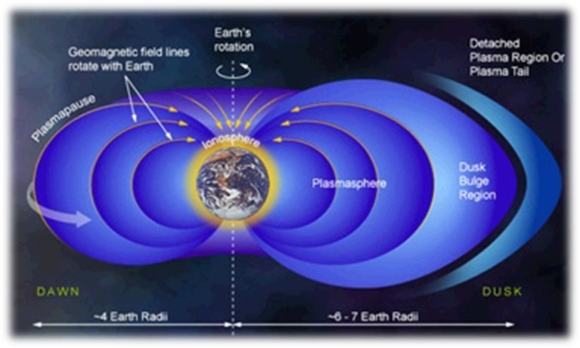 Earth's
rotation
Geomagnetic field lines
rotate with Earth
Detached
Plasma Region Or
Plasma Tail
Plasmapause
Ionosphere
Plasmasphere
Dusk
Bulge
Region
DAWN
DUSK
~4 Earth Radii
~6 - 7 Earth Radii